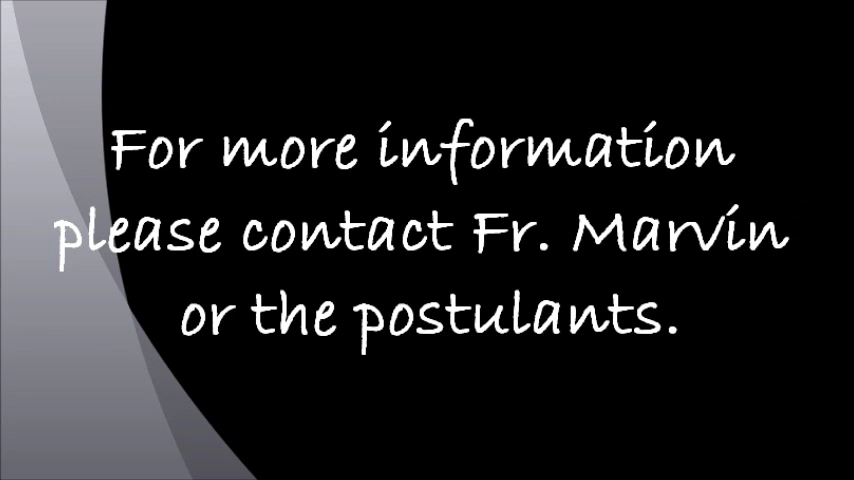 For more information
please contact Fr. Marvin
or the postulants.